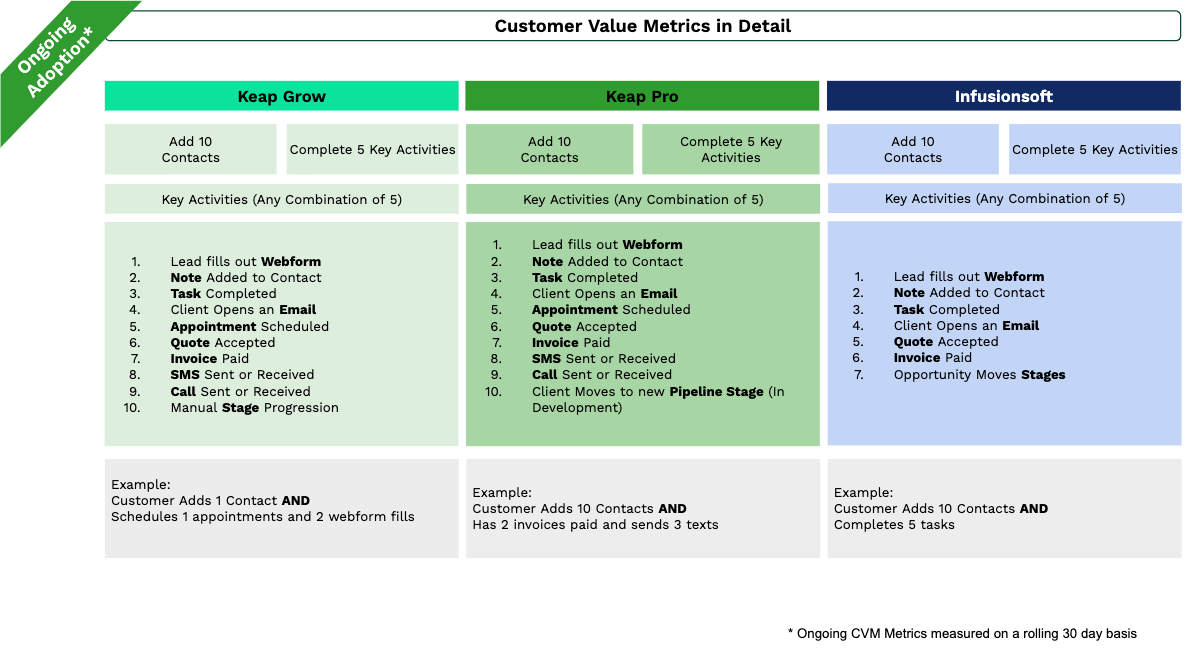 Ongoing
Adoption*
Customer Value Metrics in Detail
Keap Grow
Add 10
Contacts
Complete 5 Key Activities
Key Activities (Any Combination of 5)
1. Lead fills out Webform
2. Note Added to Contact
3. Task Completed
4. Client Opens an Email
5. Appointment Scheduled
6. Quote Accepted
7. Invoice Paid
8. SMS Sent or Received
9. Call Sent or Received
10. Manual Stage Progression
Example:
Customer Adds 1 Contact AND
Schedules 1 appointments and 2 webform fills
Keap Pro
Add 10
Contacts
Complete 5 Key
Activities
Key Activities (Any Combination of 5)
1. Lead fills out Webform
2. Note Added to Contact
3. Task Completed
4. Client Opens an Email
5. Appointment Scheduled
6. Quote Accepted
7. Invoice Paid
8. SMS Sent or Received
9. Call Sent or Received
10. Client Moves to new Pipeline Stage (In
Development)
Example:
Customer Adds 10 Contacts AND
Has 2 invoices paid and sends 3 texts
Infusionsoft
Add 10
Contacts
Complete 5 Key Activities
Key Activities (Any Combination of 5)
1. Lead fills out Webform
2. Note Added to Contact
3. Task Completed
4. Client Opens an Email
5. Quote Accepted
6. Invoice Paid
7. Opportunity Moves Stages
Example:
Customer Adds 10 Contacts AND
Completes 5 tasks
* Ongoing CVM Metrics measured on a rolling 30 day basis